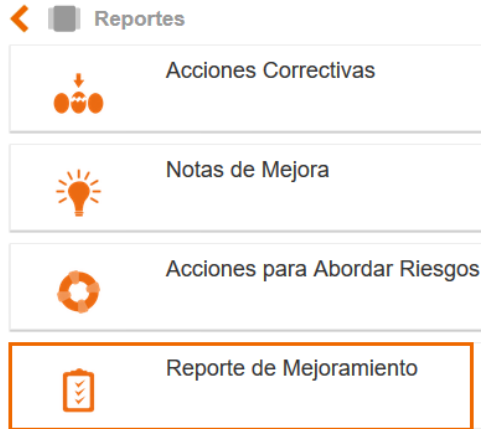 Reportes
Acciones Correctivas
Notas de Mejora
Acciones para Abordar Riesgos
Reporte de Mejoramiento